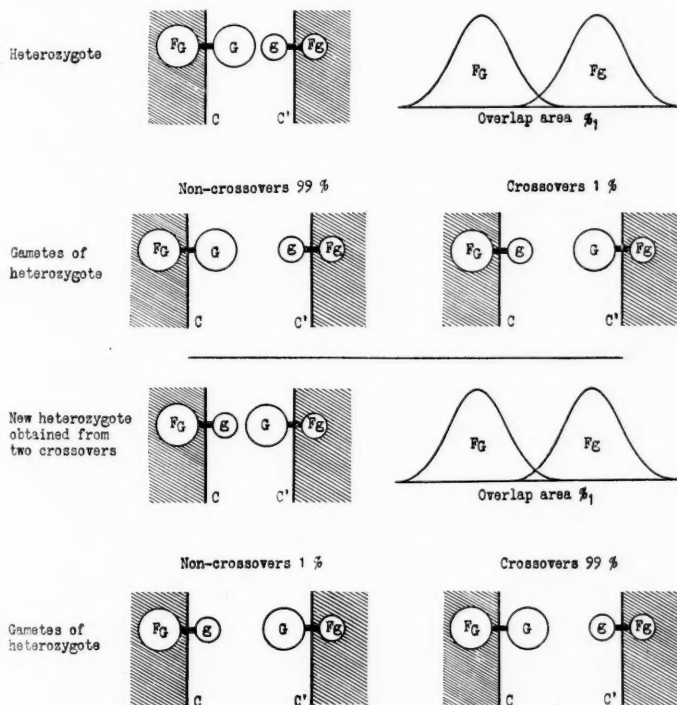 Heterozygote
FG G g Fg
C C'
FG Fg
Overlap area %1
Non-crossovers 99 % Crossovers 1 %
Gametes of
heterozygote
FG G g Fg FG g G Fg
C C' C C'
New heterozygote
obtained from
two crossovers
FG g G Fg
C C'
FG Fg
Overlap area %1
Non-crossovers 1 % Crossovers 99 %
Gametes of
heterozygote
FG g G Fg FG G g Fg
C C' C C'